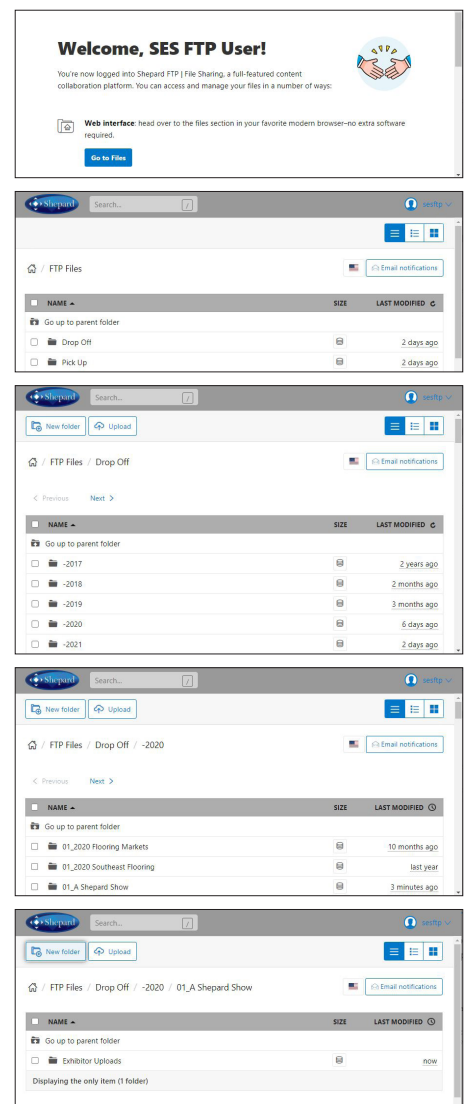 Welcome, SES FTP User!
You're now logged into Shepard FTP | File Sharing, a full-featured content
collaboration platform. You can access and manage your files in a number of ways:
Web interface: head over to the files section in your favorite modern browser–no extra software
required.
Go to Files
Shepard Search... / sesftp
FTP Files Email notifications
NAME SIZE LAST MODIFIED
Go up to parent folder
Drop Off 2 days ago
Pick Up 2 days ago
Shepard Search... / sesftp
New folder Upload
/ FTP Files / Drop Off Email notifications
< Previous Next >
NAME SIZE LAST MODIFIED
Go up to parent folder
-2017 2 years ago
-2018 2 months ago
-2019 3 months ago
-2020 6 days ago
-2021 2 days ago
Shepard Search... / sesftp
New folder Upload
/ FTP Files / Drop Off / -2020 Email notifications
< Previous Next >
NAME SIZE LAST MODIFIED
Go up to parent folder
01_2020 Flooring Markets 10 months ago
01_2020 Southeast Flooring last year
01_A Shepard Show 3 minutes ago
Shepard Search... / sesftp
New folder Upload
/ FTP Files / Drop Off / -2020 / 01_A Shepard Show Email notifications
NAME SIZE LAST MODIFIED
Go up to parent folder
Exhibitor Uploads now
Displaying the only item (1 folder)